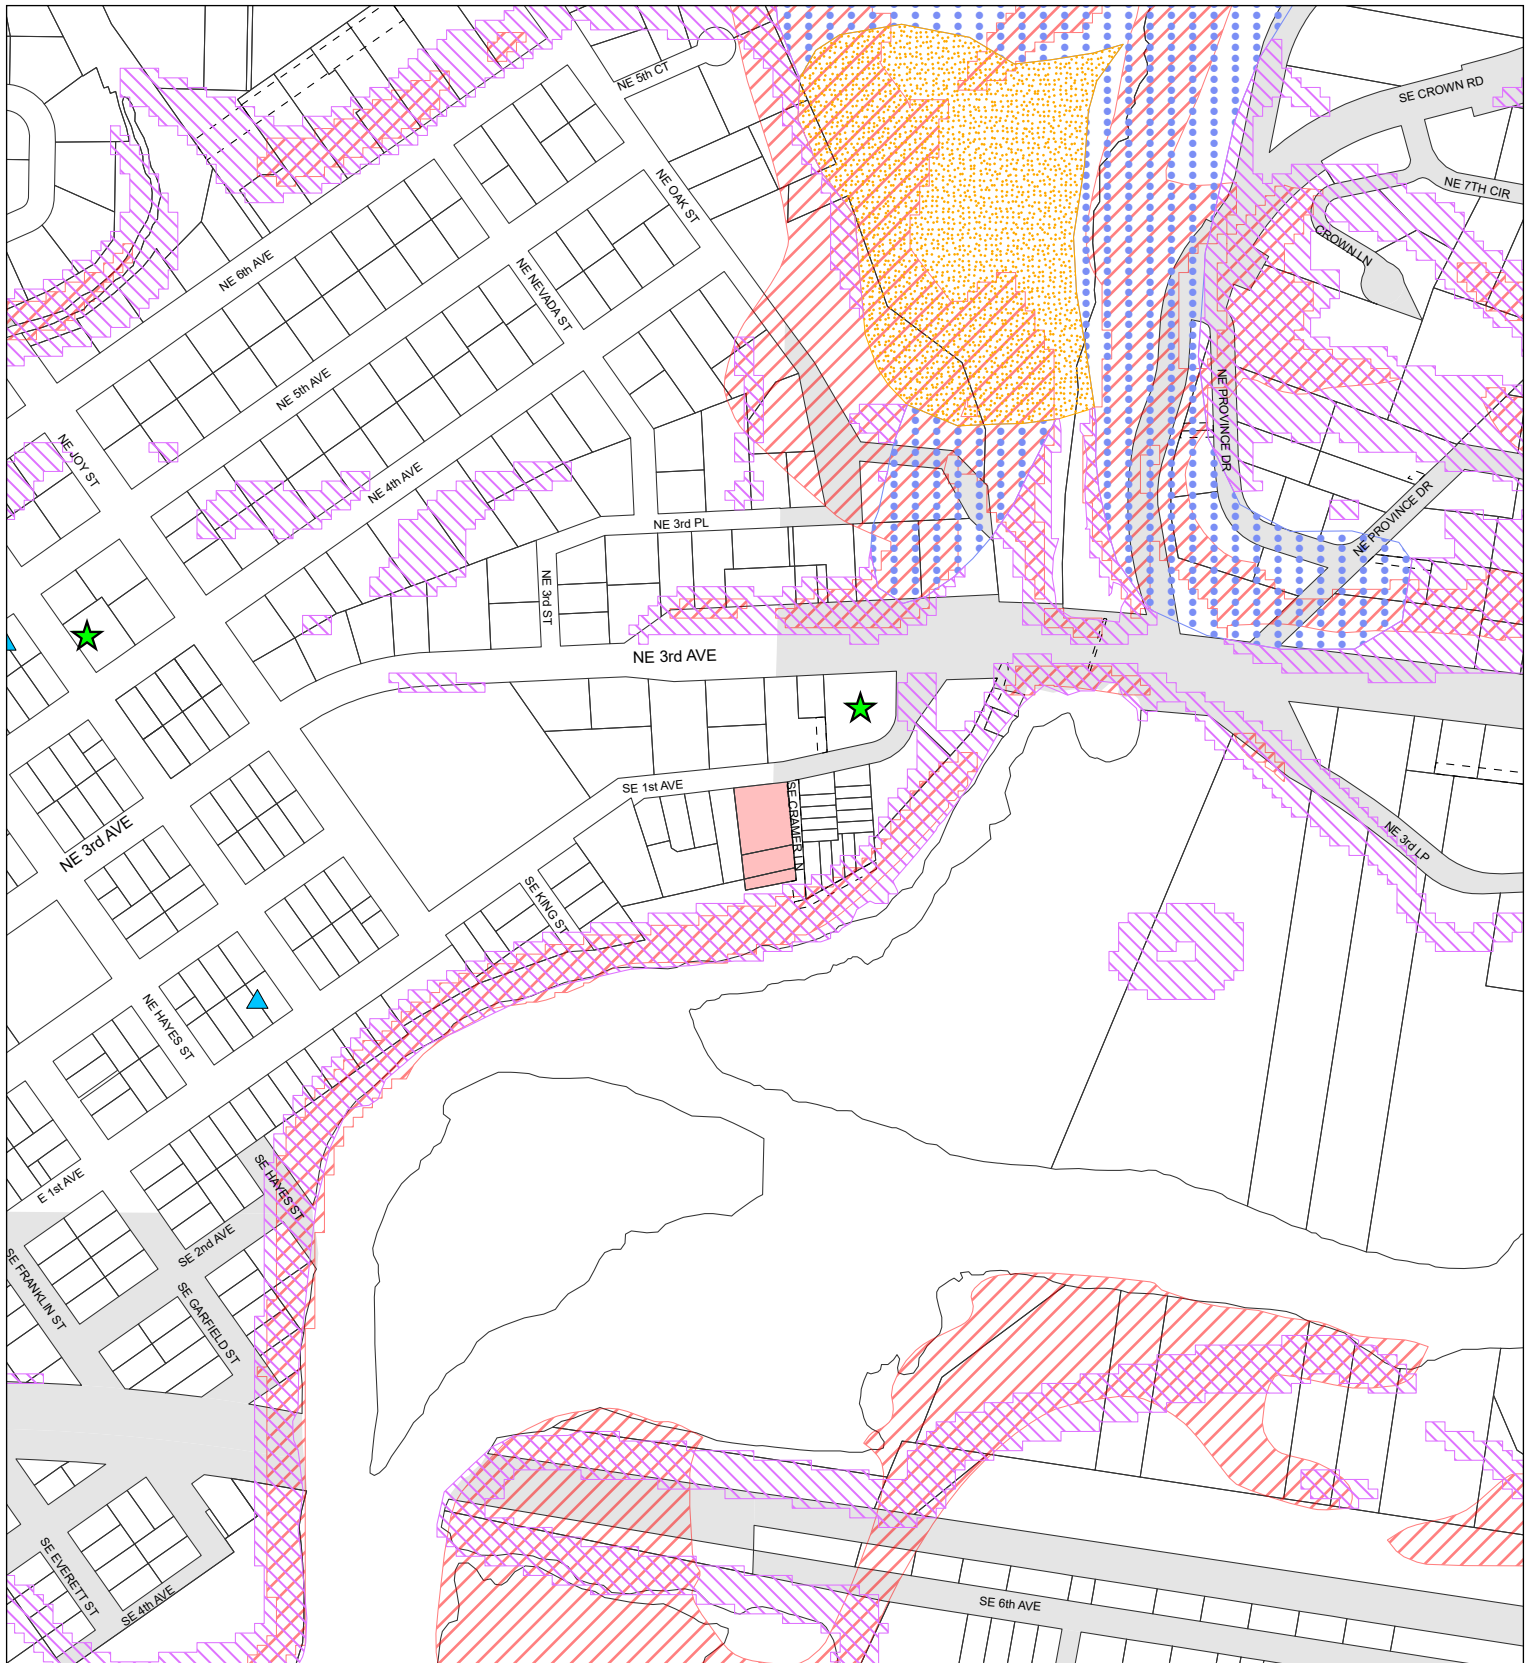 NE 5th CT
SE CROWN RD
NE 7TH CIR
NE OAK ST
CROWN LN
NE 6th AVE
NE NEVADA ST
NE 5th AVE
NE PROVINCE DR
NE JOY ST
NE 4th AVE
NE PROVINCE DR
NE 3rd PL
NE 3rd ST
NE 3rd AVE
SE 1st AVE
SE CRAMER LN
NE 3rd AVE
NE 3rd LP
SE KING ST
NE HAYES ST
E 1st AVE
SE HAYES ST
SE 2nd AVE
SE FRANKLIN ST
SE GARFIELD ST
SE EVERETT ST
SE 4th AVE
SE 6th AVE